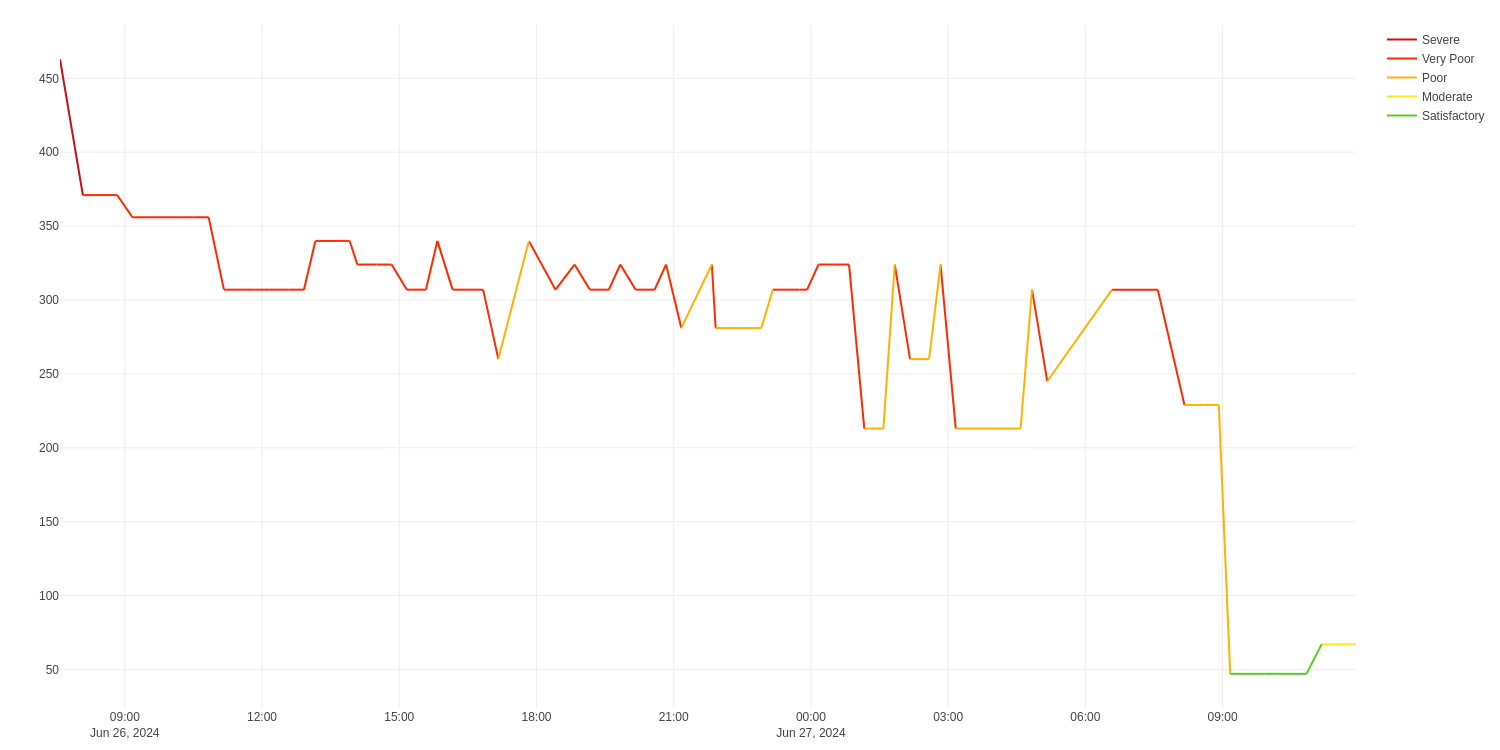 450
400
350
300
250
200
150
100
50
09:00
Jun 26, 2024
12:00
15:00
18:00
21:00
00:00
Jun 27, 2024
03:00
06:00
09:00
Severe
Very Poor
Poor
Moderate
Satisfactory